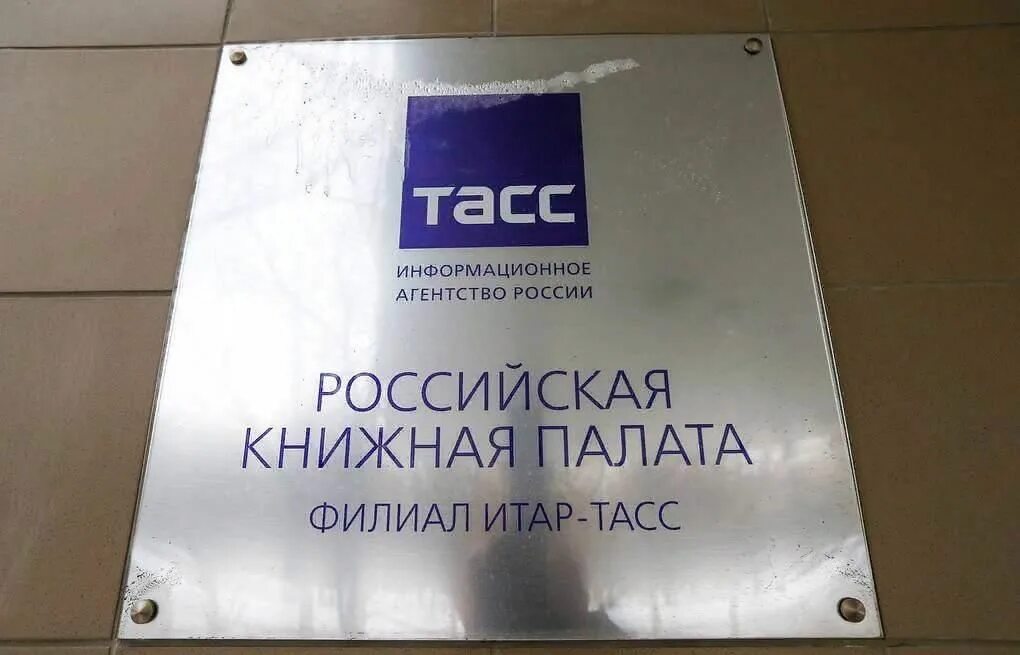 ТАСС
ИНФОРМАЦИОННОЕ
АГЕНТСТВО РОССИИ
РОССИЙСКАЯ
КНИЖНАЯ ПАЛАТА
ФИЛИАЛ ИТАР-ТАСС